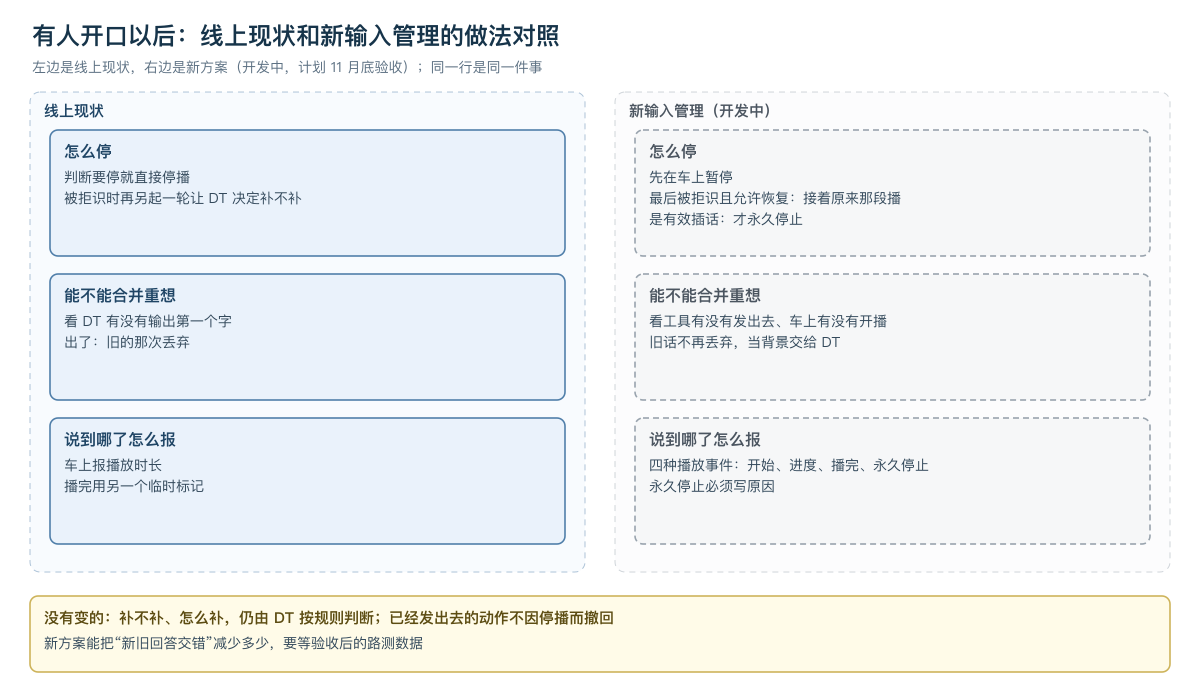 有人开口以后：线上现状和新输入管理的做法对照
左边是线上现状，右边是新方案（开发中，计划 11 月底验收）；同一行是同一件事
线上现状
怎么停
判断要停就直接停播
被拒识时再另起一轮让 DT 决定补不补
能不能合并重想
看 DT 有没有输出第一个字
出了：旧的那次丢弃
说到哪了怎么报
车上报播放时长
播完用另一个临时标记
新输入管理（开发中）
怎么停
先在车上暂停
最后被拒识且允许恢复：接着原来那段播
是有效插话：才永久停止
能不能合并重想
看工具有没有发出去、车上有没有开播
旧话不再丢弃，当背景交给 DT
说到哪了怎么报
四种播放事件：开始、进度、播完、永久停止
永久停止必须写原因
没有变的：补不补、怎么补，仍由 DT 按规则判断；已经发出去的动作不因停播而撤回
新方案能把“新旧回答交错”减少多少，要等验收后的路测数据